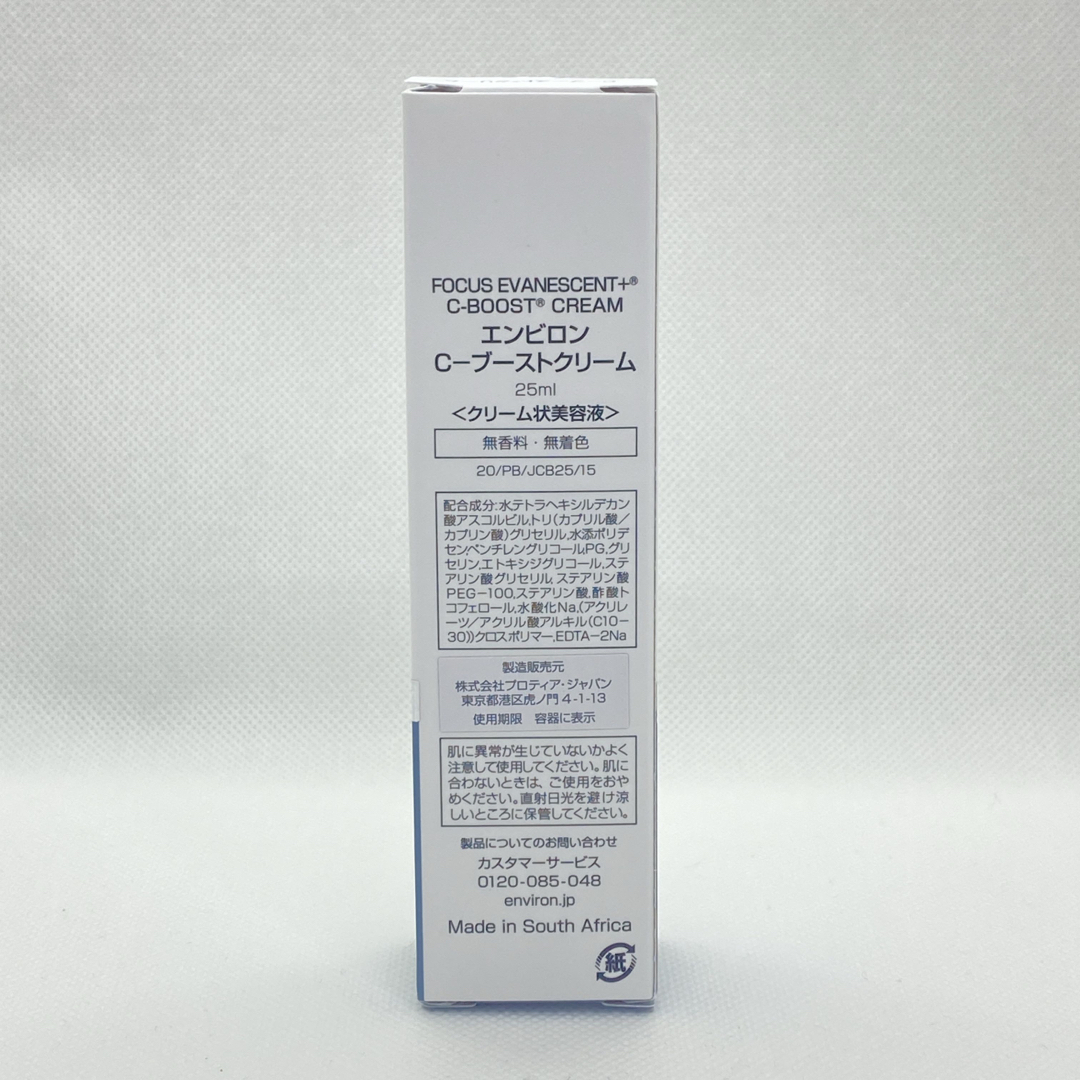 FOCUS EVANESCENT+®
C-BOOST® CREAM
エンビロン
C−ブーストクリーム
25ml
<クリーム状美容液>
無香料・無着色
20/PB/JCB25/15
配合成分:水テトラヘキシルデカン
酸アスコルビル,トリ(カプリル酸/
カプリン酸)グリセリル,水添ポリデ
セン,ペンチレングリコール,PG,グリ
セリン,エトキシジグリコール,ステ
アリン酸グリセリル, ステアリン酸
PEG−100,ステアリン酸,酢酸ト
コフェロール,水酸化Na,(アクリレ
ーツ/アクリル酸アルキル(C10−
30))クロスポリマー,EDTA−2Na
製造販売元
株式会社プロティア・ジャパン
東京都港区虎ノ門 4-1-13
使用期限 容器に表示
肌に異常が生じていないかよく
注意して使用してください。肌に
合わないときは、ご使用をおや
めください。直射日光を避け涼
しいところに保管してください。
製品についてのお問い合わせ
カスタマーサービス
0120-085-048
environ.jp
Made in South Africa
紙